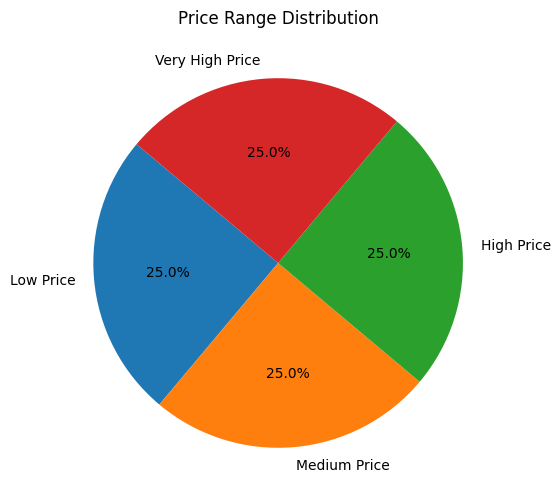 Price Range Distribution
Very High Price
25.0%
High Price
25.0%
Low Price
25.0%
25.0%
Medium Price